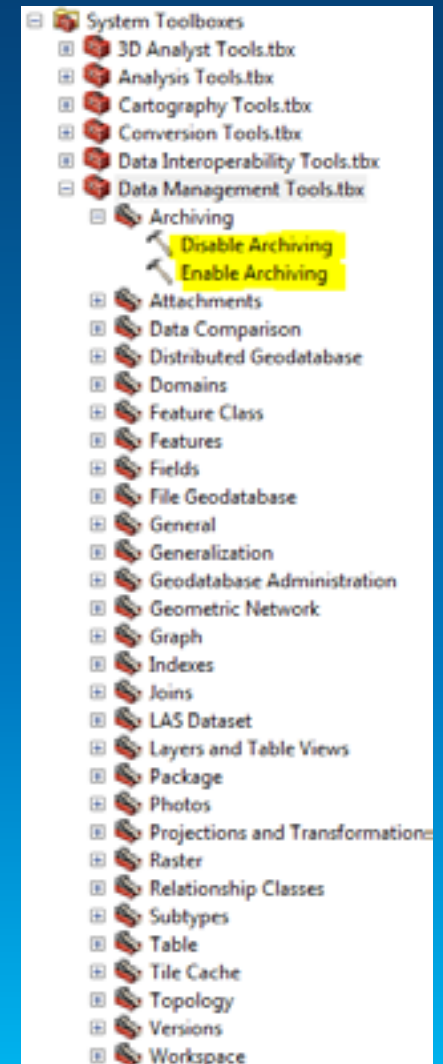 System Toolboxes
3D Analyst Tools.tbx
Analysis Tools.tbx
Cartography Tools.tbx
Conversion Tools.tbx
Data Interoperability Tools.tbx
Data Management Tools.tbx
Archiving
Disable Archiving
Enable Archiving
Attachments
Data Comparison
Distributed Geodatabase
Domains
Feature Class
Features
Fields
File Geodatabase
General
Generalization
Geodatabase Administration
Geometric Network
Graph
Indexes
Joins
LAS Dataset
Layers and Table Views
Package
Photos
Projections and Transformations
Raster
Relationship Classes
Subtypes
Table
Tile Cache
Topology
Versions
Workspace